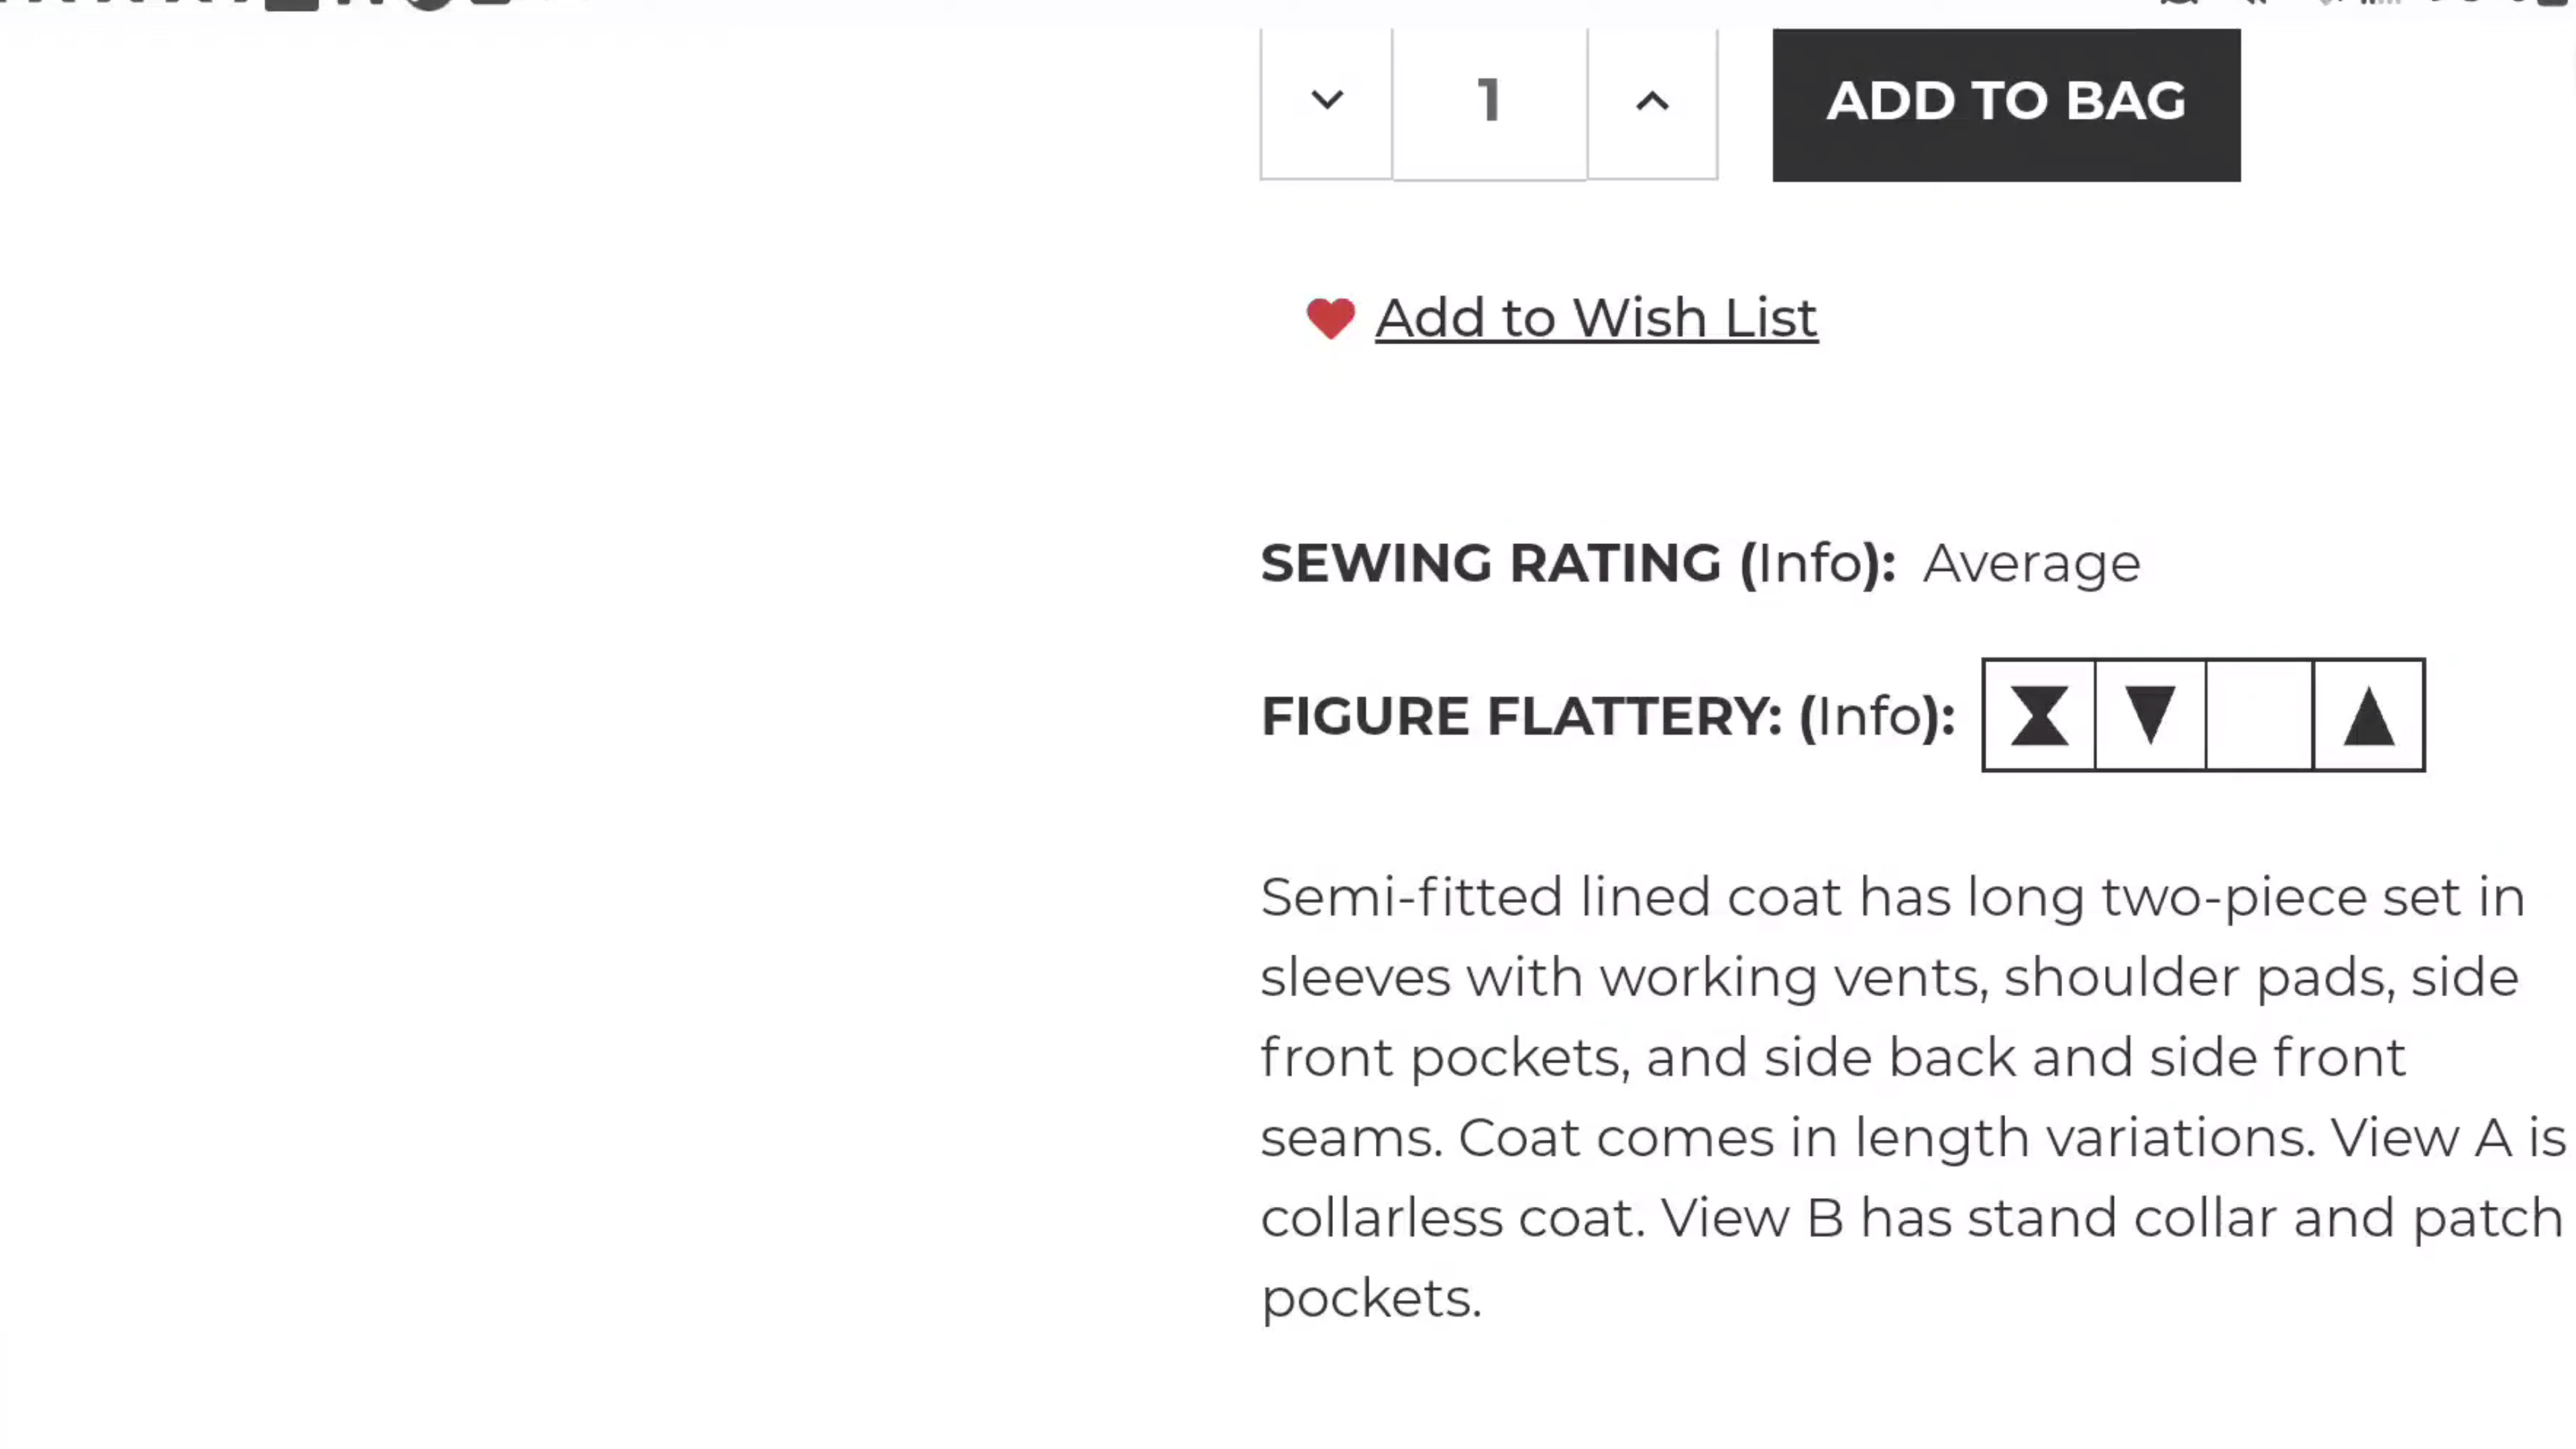 1
ADD TO BAG
Add to Wish List
SEWING RATING (Info): Average
FIGURE FLATTERY: (Info):
Semi-fitted lined coat has long two-piece set in
sleeves with working vents, shoulder pads, side
front pockets, and side back and side front
seams. Coat comes in length variations. View A is
collarless coat. View B has stand collar and patch
pockets.